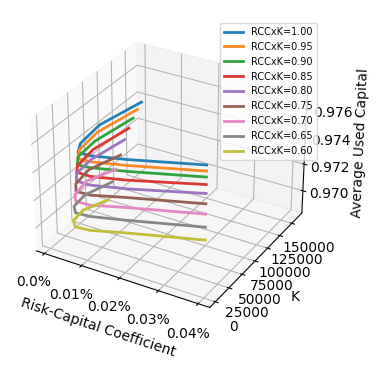 RCCxK=1.00
RCCxK=0.95
RCCxK=0.90
RCCxK=0.85
RCCxK=0.80
RCCxK=0.75
RCCxK=0.70
RCCxK=0.65
RCCxK=0.60
0.976
0.974
0.972
0.970
Average Used Capital
0.0%
0.01%
0.02%
0.03%
0.04%
Risk-Capital Coefficient
0
25000
50000
75000
100000
125000
150000
K